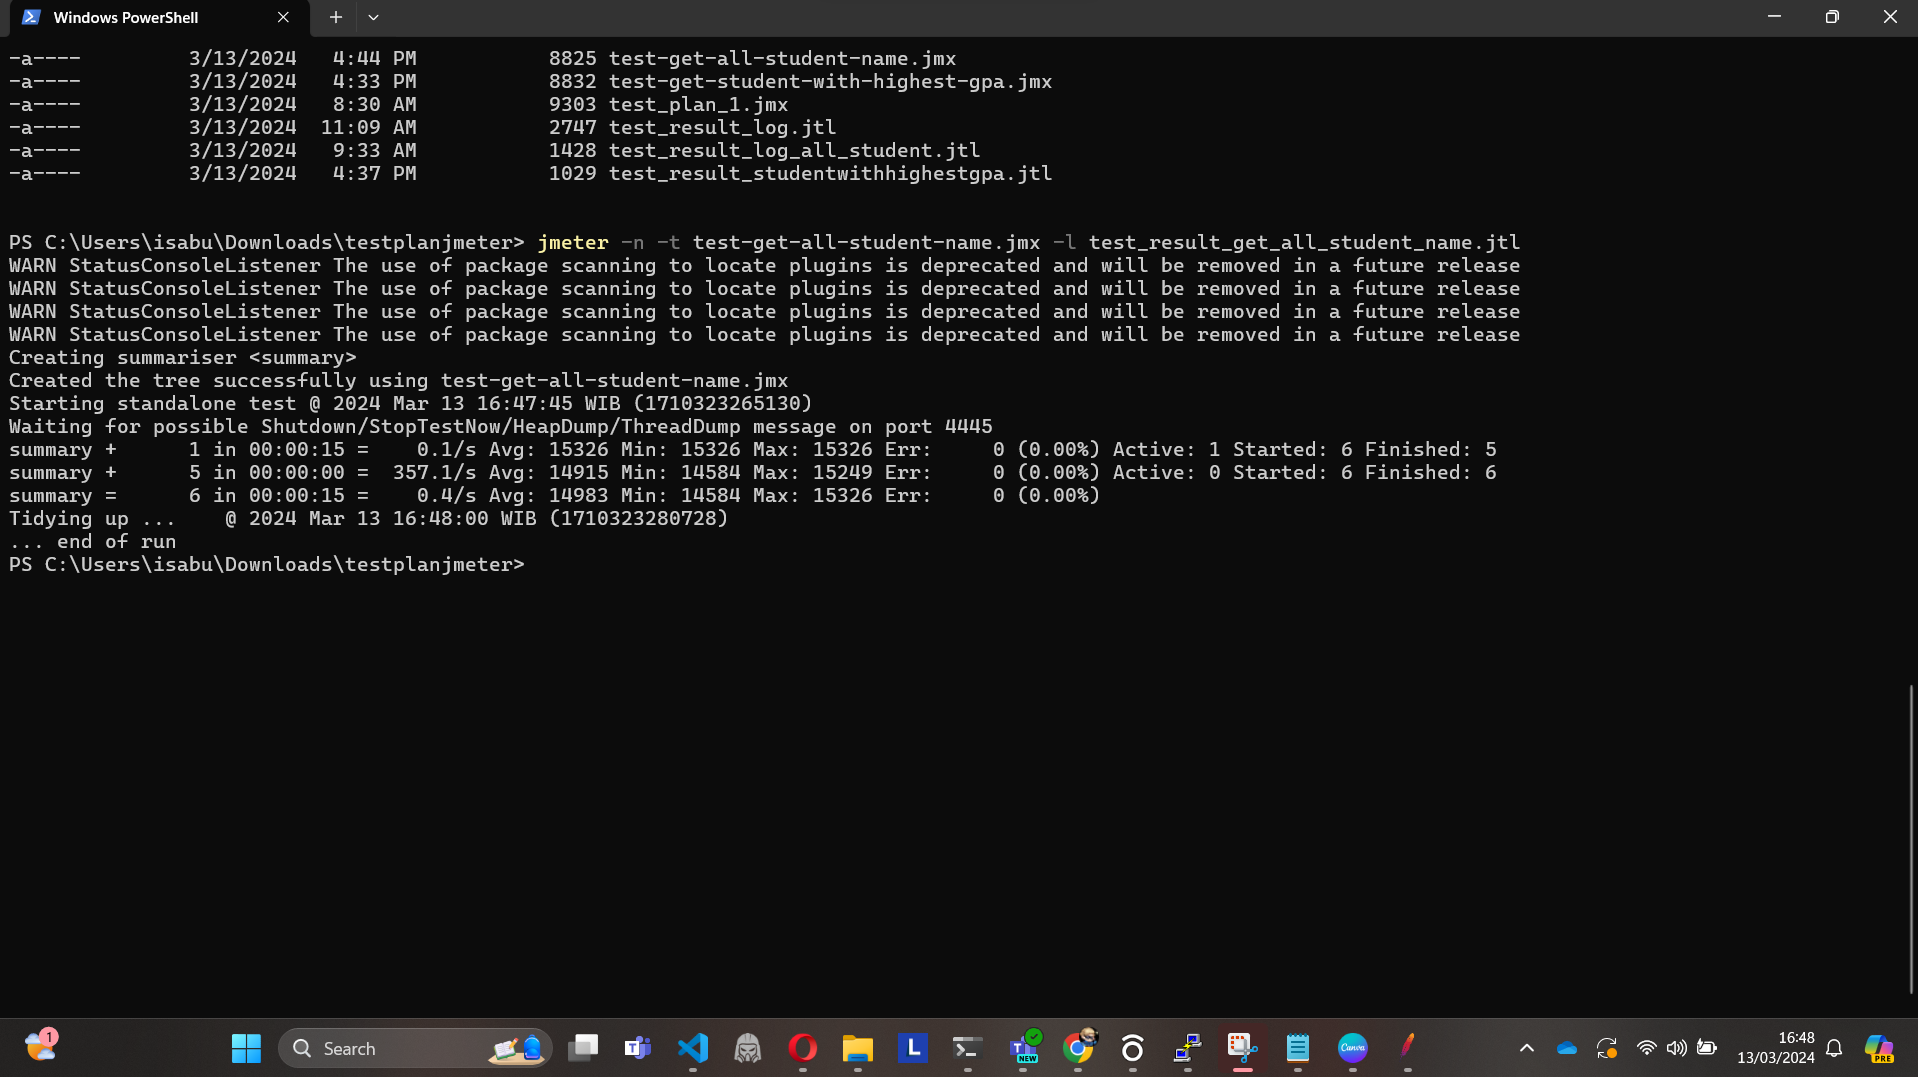 Windows PowerShell
-a---- 3/13/2024 4:44 PM 8825 test-get-all-student-name.jmx
-a---- 3/13/2024 4:33 PM 8832 test-get-student-with-highest-gpa.jmx
-a---- 3/13/2024 8:30 AM 9303 test_plan_1.jmx
-a---- 3/13/2024 11:09 AM 2747 test_result_log.jtl
-a---- 3/13/2024 9:33 AM 1428 test_result_log_all_student.jtl
-a---- 3/13/2024 4:37 PM 1029 test_result_studentwithhighestgpa.jtl
PS C:\Users\isabu\Downloads\testplanjmeter> jmeter -n -t test-get-all-student-name.jmx -l test_result_get_all_student_name.jtl
WARN StatusConsoleListener The use of package scanning to locate plugins is deprecated and will be removed in a future release
WARN StatusConsoleListener The use of package scanning to locate plugins is deprecated and will be removed in a future release
WARN StatusConsoleListener The use of package scanning to locate plugins is deprecated and will be removed in a future release
WARN StatusConsoleListener The use of package scanning to locate plugins is deprecated and will be removed in a future release
Creating summariser <summary>
Created the tree successfully using test-get-all-student-name.jmx
Starting standalone test @ 2024 Mar 13 16:47:45 WIB (1710323265130)
Waiting for possible Shutdown/StopTestNow/HeapDump/ThreadDump message on port 4445
summary + 1 in 00:00:15 = 0.1/s Avg: 15326 Min: 15326 Max: 15326 Err: 0 (0.00%) Active: 1 Started: 6 Finished: 5
summary + 5 in 00:00:00 = 357.1/s Avg: 14915 Min: 14584 Max: 15249 Err: 0 (0.00%) Active: 0 Started: 6 Finished: 6
summary = 6 in 00:00:15 = 0.4/s Avg: 14983 Min: 14584 Max: 15326 Err: 0 (0.00%)
Tidying up ... @ 2024 Mar 13 16:48:00 WIB (1710323280728)
... end of run
PS C:\Users\isabu\Downloads\testplanjmeter>
1
Search
T
L
T NEW
Canva
16:48
13/03/2024
PRE